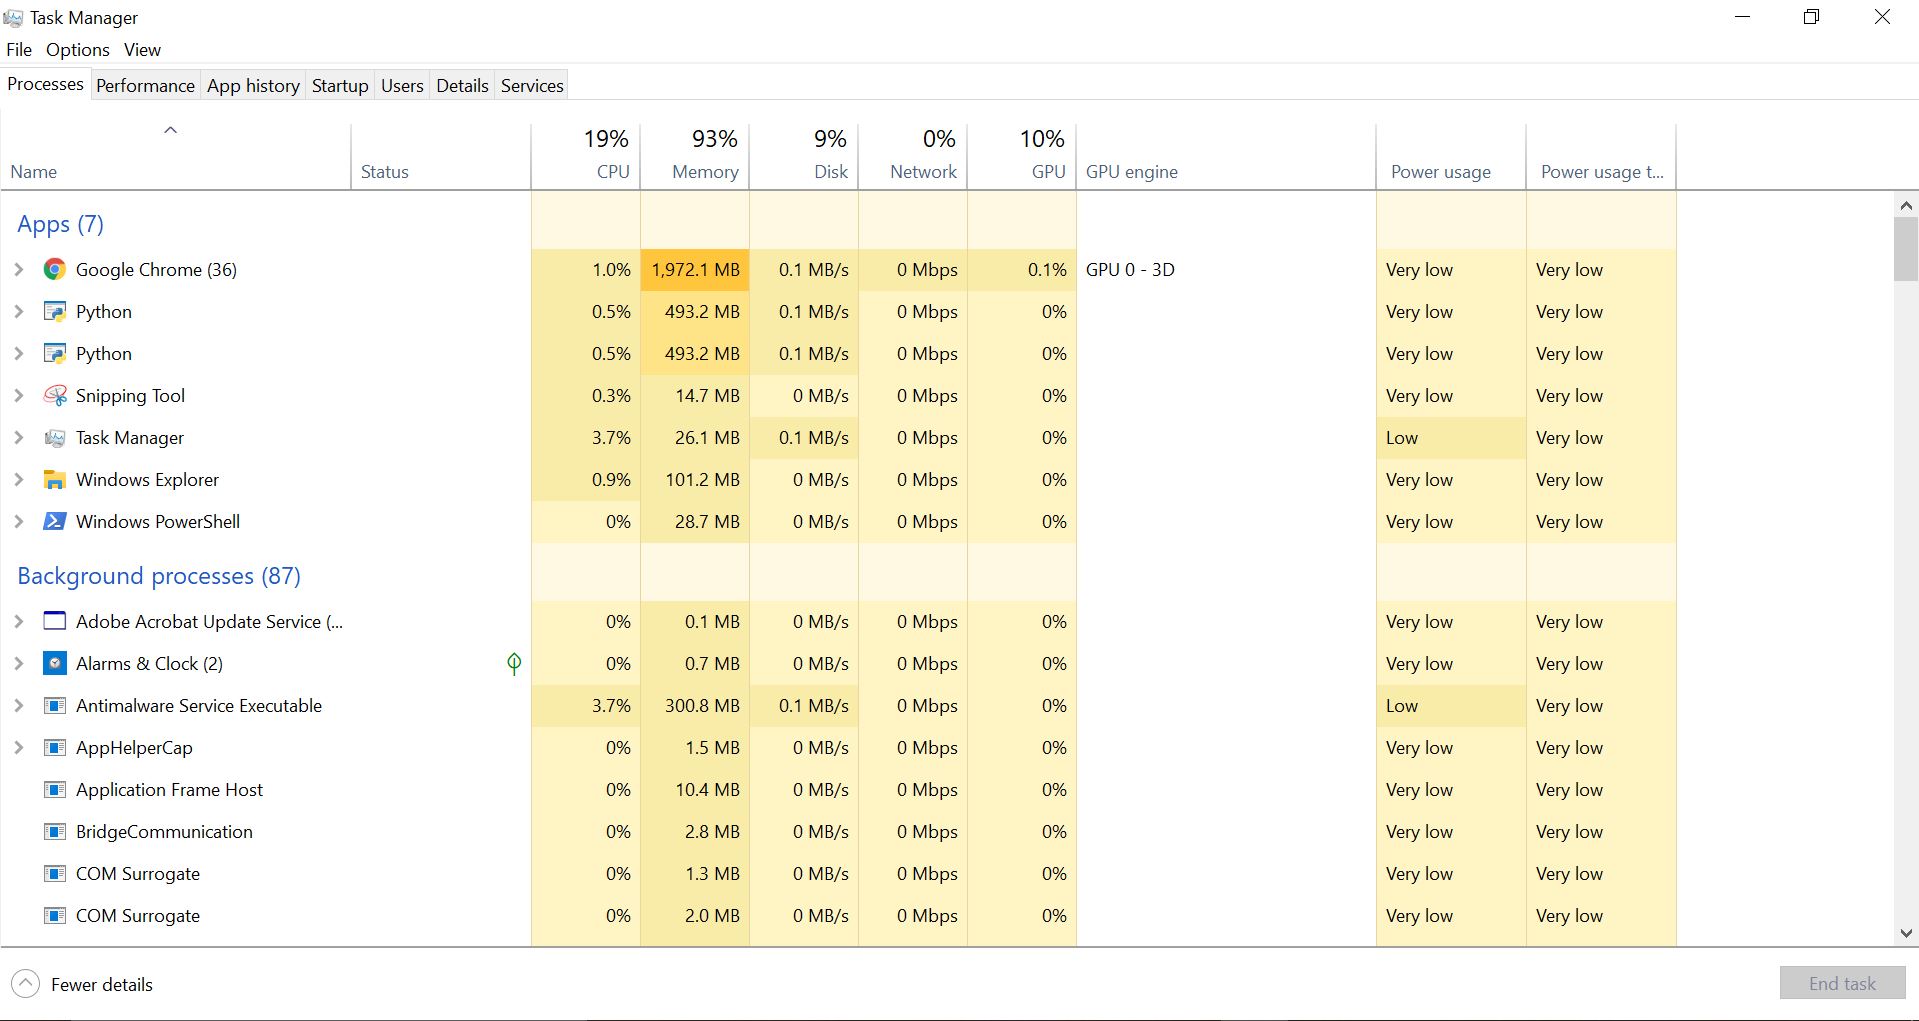 Task Manager
File Options View
Processes Performance App history Startup Users Details Services
19% 93% 9% 0% 10%
Name Status CPU Memory Disk Network GPU GPU engine Power usage Power usage t...
Apps (7)
Google Chrome (36) 1.0% 1,972.1 MB 0.1 MB/s 0 Mbps 0.1% GPU 0 - 3D Very low Very low
Python 0.5% 493.2 MB 0.1 MB/s 0 Mbps 0% Very low Very low
Python 0.5% 493.2 MB 0.1 MB/s 0 Mbps 0% Very low Very low
Snipping Tool 0.3% 14.7 MB 0 MB/s 0 Mbps 0% Very low Very low
Task Manager 3.7% 26.1 MB 0.1 MB/s 0 Mbps 0% Low Very low
Windows Explorer 0.9% 101.2 MB 0 MB/s 0 Mbps 0% Very low Very low
Windows PowerShell 0% 28.7 MB 0 MB/s 0 Mbps 0% Very low Very low
Background processes (87)
Adobe Acrobat Update Service (... 0% 0.1 MB 0 MB/s 0 Mbps 0% Very low Very low
Alarms & Clock (2) 0% 0.7 MB 0 MB/s 0 Mbps 0% Very low Very low
Antimalware Service Executable 3.7% 300.8 MB 0.1 MB/s 0 Mbps 0% Low Very low
AppHelperCap 0% 1.5 MB 0 MB/s 0 Mbps 0% Very low Very low
Application Frame Host 0% 10.4 MB 0 MB/s 0 Mbps 0% Very low Very low
BridgeCommunication 0% 2.8 MB 0 MB/s 0 Mbps 0% Very low Very low
COM Surrogate 0% 1.3 MB 0 MB/s 0 Mbps 0% Very low Very low
COM Surrogate 0% 2.0 MB 0 MB/s 0 Mbps 0% Very low Very low
Fewer details End task